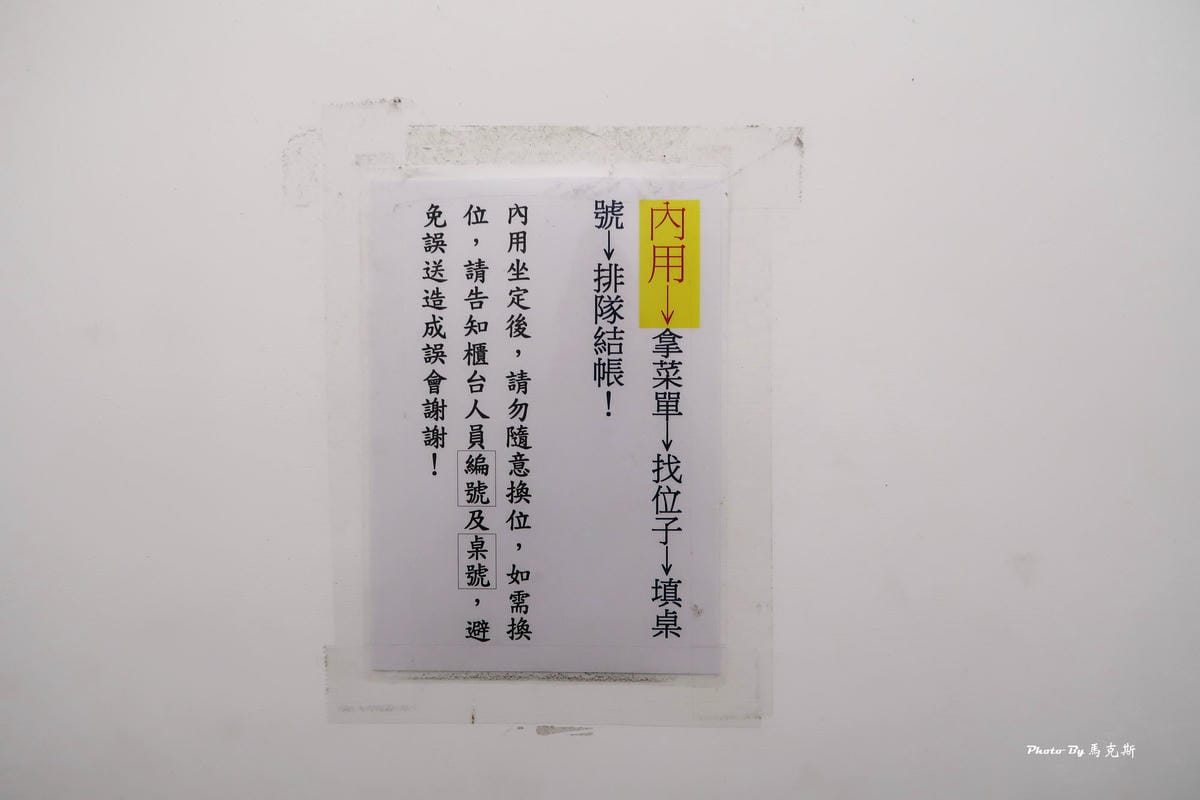 內用→拿菜單→找位子→填桌
號→排隊結帳！
內用坐定後，請勿隨意換位，如需換
位，請告知櫃台人員編號及桌號，避
免誤送造成誤會謝謝！
Photo By 馬克斯